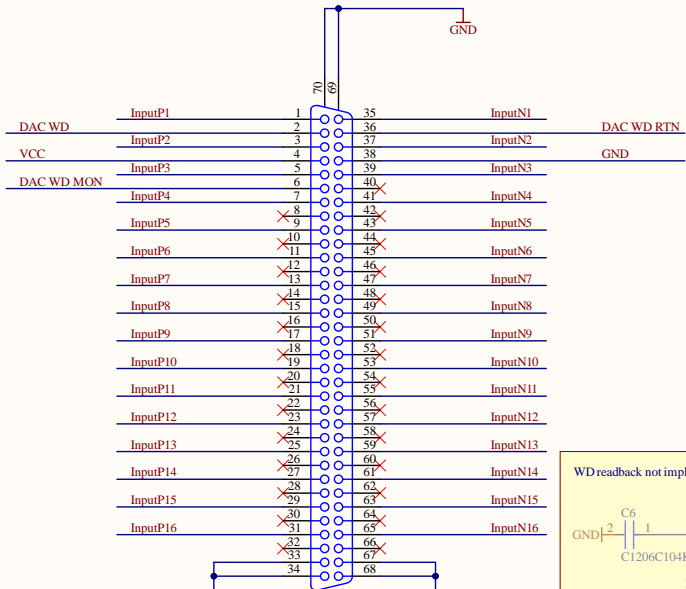 GND
70 69
InputP1 1 35 InputN1
DAC WD 2 36 DAC WD RTN
InputP2 3 37 InputN2
VCC 4 38 GND
InputP3 5 39 InputN3
DAC WD MON 6 40
InputP4 7 41 InputN4
8 42
InputP5 9 43 InputN5
10 44
InputP6 11 45 InputN6
12 46
InputP7 13 47 InputN7
14 48
InputP8 15 49 InputN8
16 50
InputP9 17 51 InputN9
18 52
InputP10 19 53 InputN10
20 54
InputP11 21 55 InputN11
22 56
InputP12 23 57 InputN12
24 58
InputP13 25 59 InputN13
26 60
InputP14 27 61 InputN14
WD readback not impl
28 62
InputP15 29 63 InputN15
30 64
C6
InputP16 31 65 InputN16
GND 2 1
32 66
33 67
C1206C104K
34 68